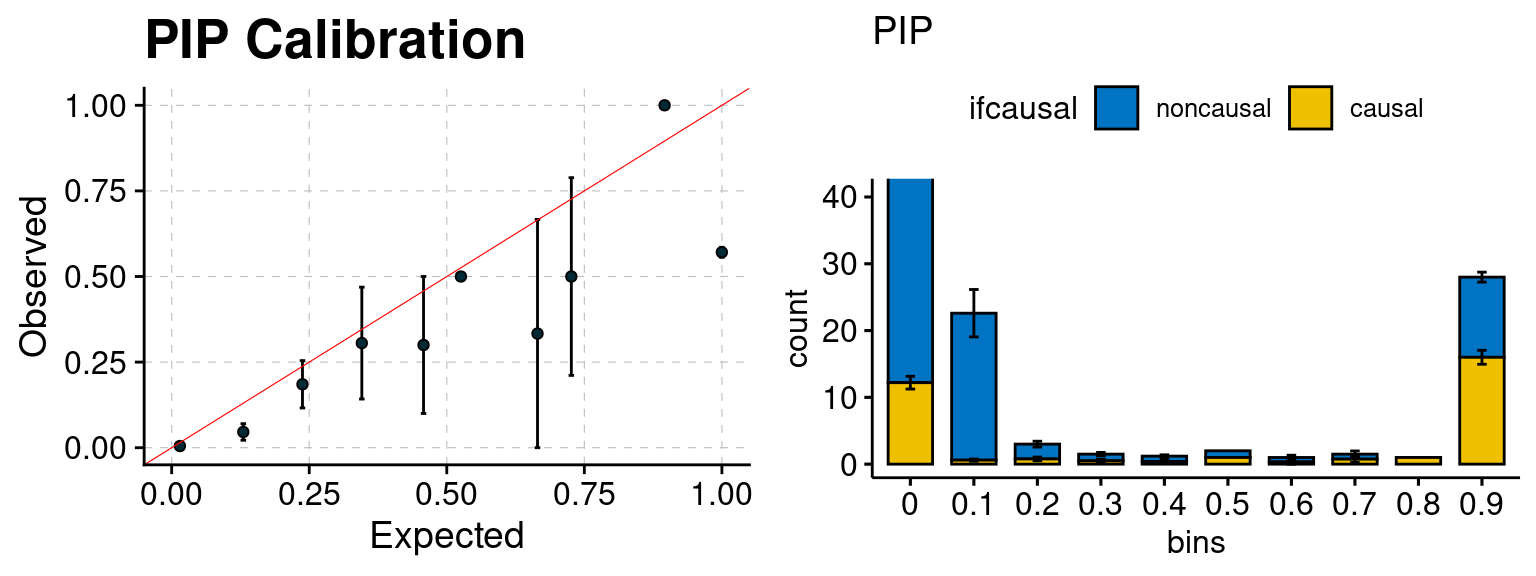 PIP Calibration
1.00
0.75
0.50
0.25
0.00
Observed
0.00 0.25 0.50 0.75 1.00
Expected
PIP
ifcausal noncausal causal
40
30
20
10
0
count
0 0.1 0.2 0.3 0.4 0.5 0.6 0.7 0.8 0.9
bins